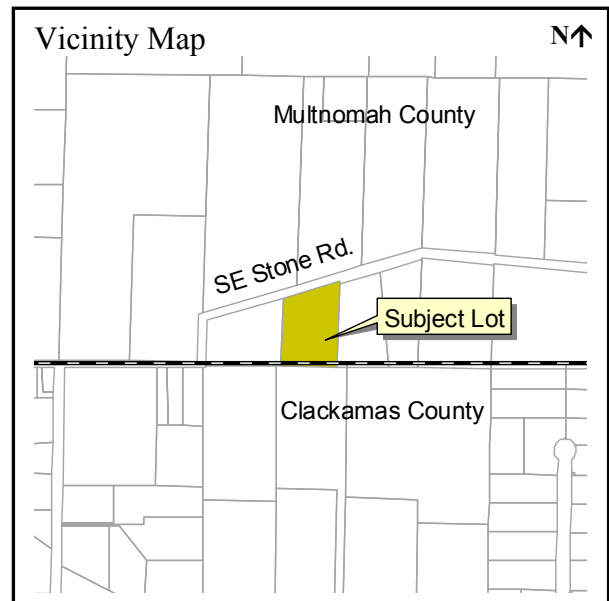 Vicinity Map
N↑
Multnomah County
SE Stone Rd.
Subject Lot
Clackamas County